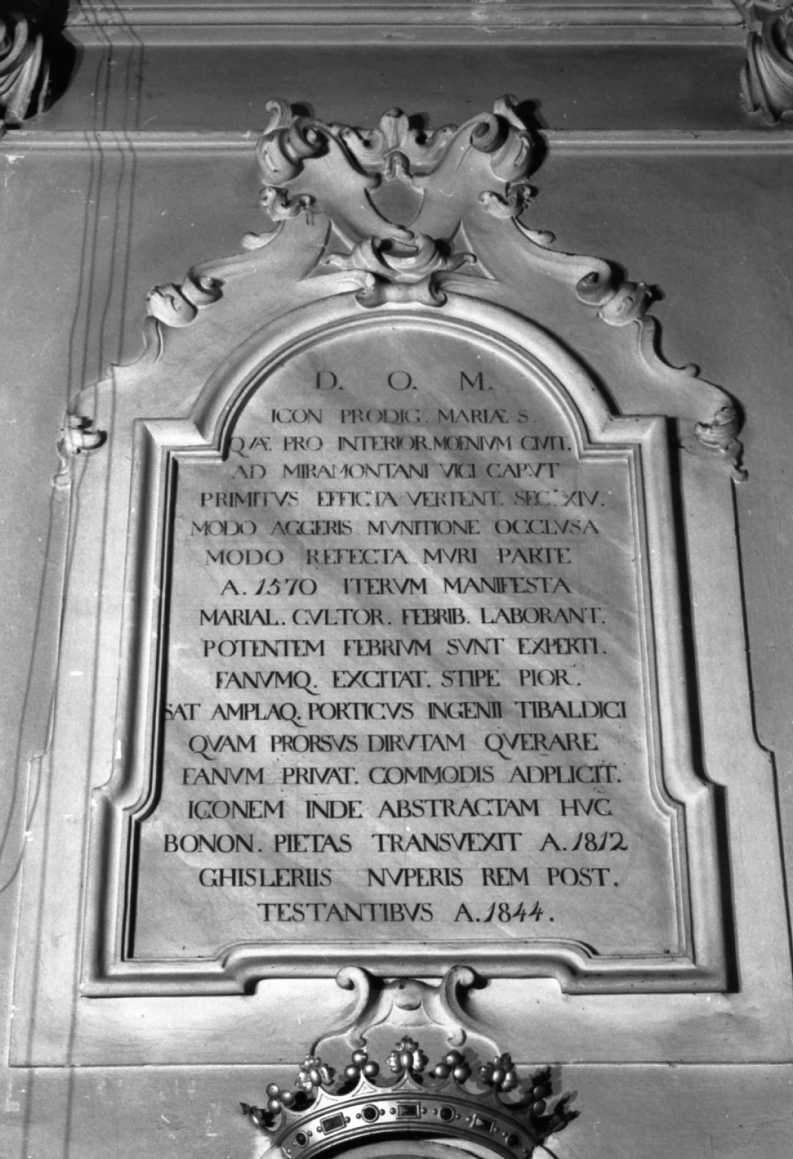 D. O. M.
ICON PRODIG. MARIÆ S.
QVÆ PRO INTERIOR. MOENIVM CIVIT.
AD MIRAMONTANI VICI CAPVT
PRIMITVS EFFICTA VERTENT. SEC. XIV.
MODO AGGERIS MVNITIONE OCCLVSA
MODO REFECTA MVRI PARTE
A. 1570 ITERVM MANIFESTA
MARIAL. CVLTOR. FEBRIB. LABORANT.
POTENTEM FEBRIVM SVNT EXPERTI.
FANVMQ. EXCITAT. STIPE PIOR.
SAT AMPLAQ. PORTICVS INGENII TIBALDICI
QVAM PRORSVS DIRVTAM QVERARE
FANVM PRIVAT. COMMODIS ADPLICIT.
ICONEM INDE ABSTRACTAM HVC
BONON. PIETAS TRANSVEXIT A. 1812
GHISLERIIS NVPERIS REM POST.
TESTANTIBVS A. 1844.